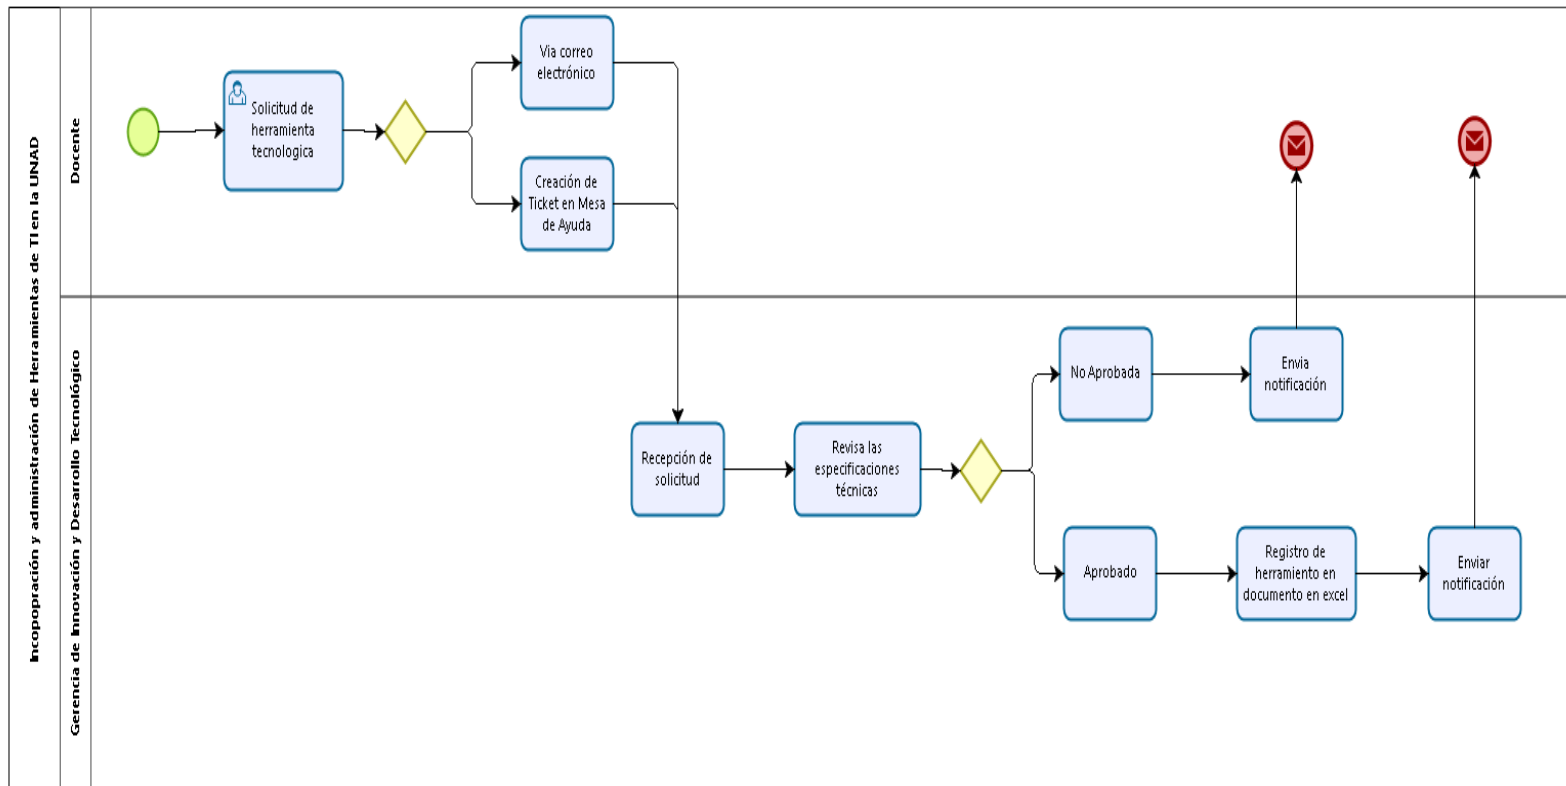 Incopopración y administración de Herramientas de TI en la UNAD
Docente
Solicitud de
herramienta
tecnologica
Via correo
electrónico
Creación de
Ticket en Mesa
de Ayuda
Gerencia de Innovación y Desarrollo Tecnológico
Recepción de
solicitud
Revisa las
especificaciones
técnicas
No Aprobada
Envia
notificación
Aprobado
Registro de
herramiento en
documento en excel
Enviar
notificación